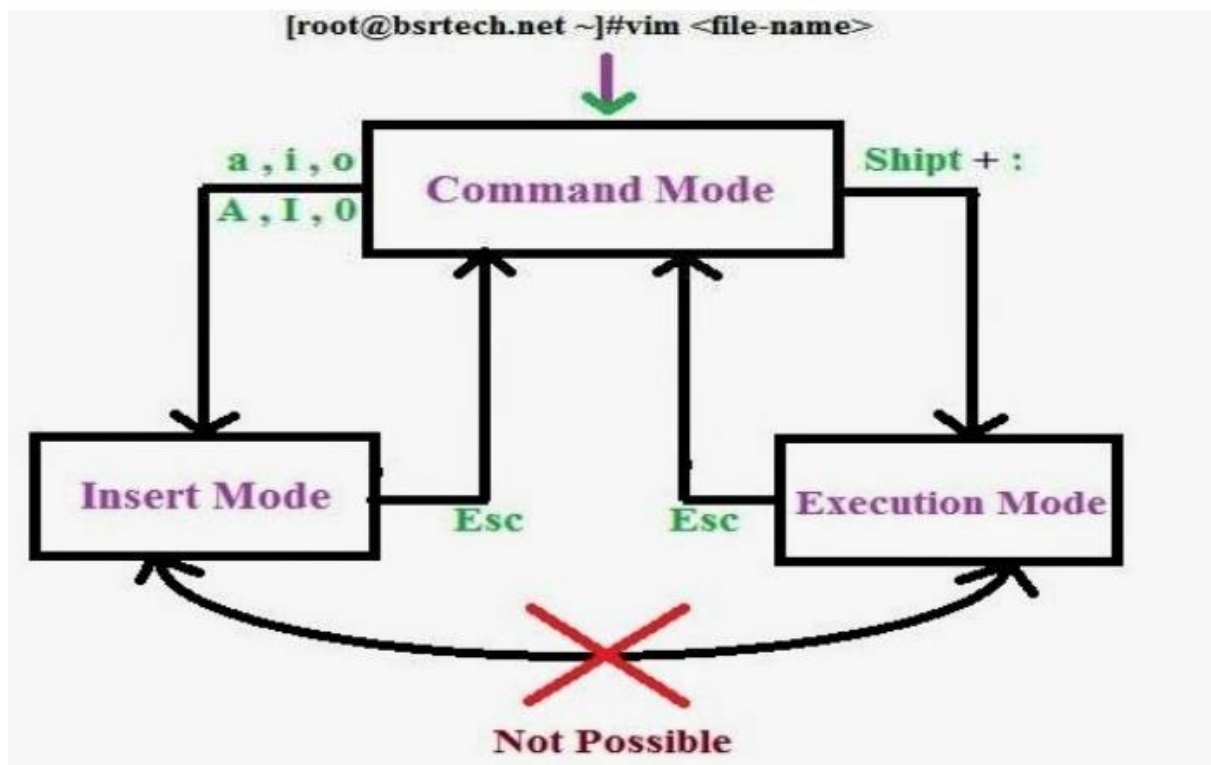 [root@bsrtech.net ~]#vim <file-name>
a , i , o
A , I , 0
Command Mode
Shipt + :
Insert Mode
Esc
Esc
Execution Mode
Not Possible